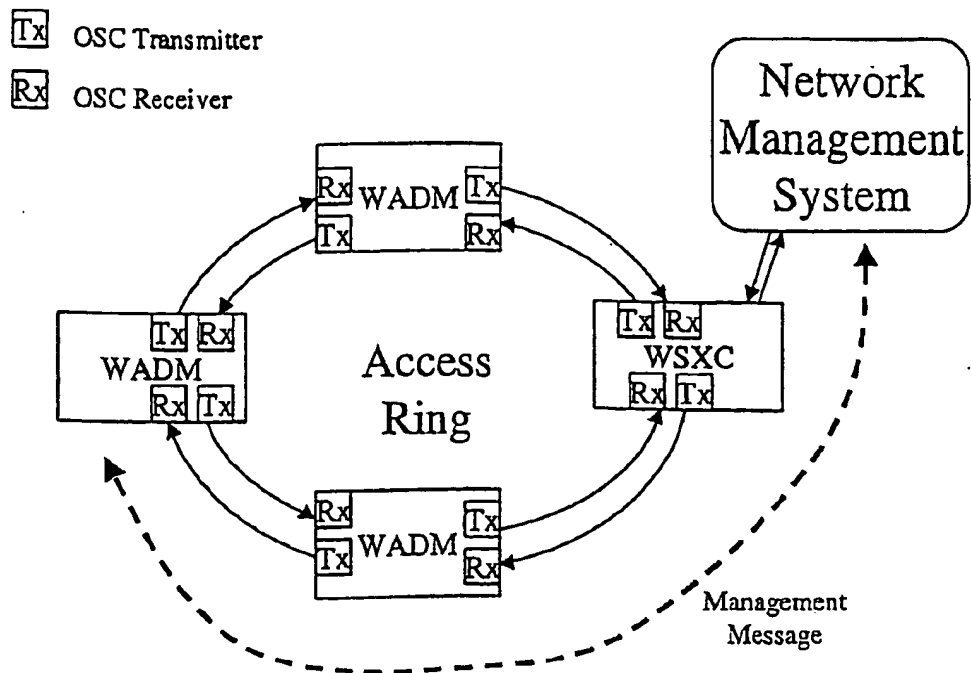 Tx OSC Transmitter
Rx OSC Receiver
Network
Management
System
Rx
Tx
WADM
Tx
Rx
Tx Rx
WADM
Rx Tx
Access
Ring
Tx Rx
WSXC
Rx Tx
Rx
Tx
WADM
Tx
Rx
Management
Message